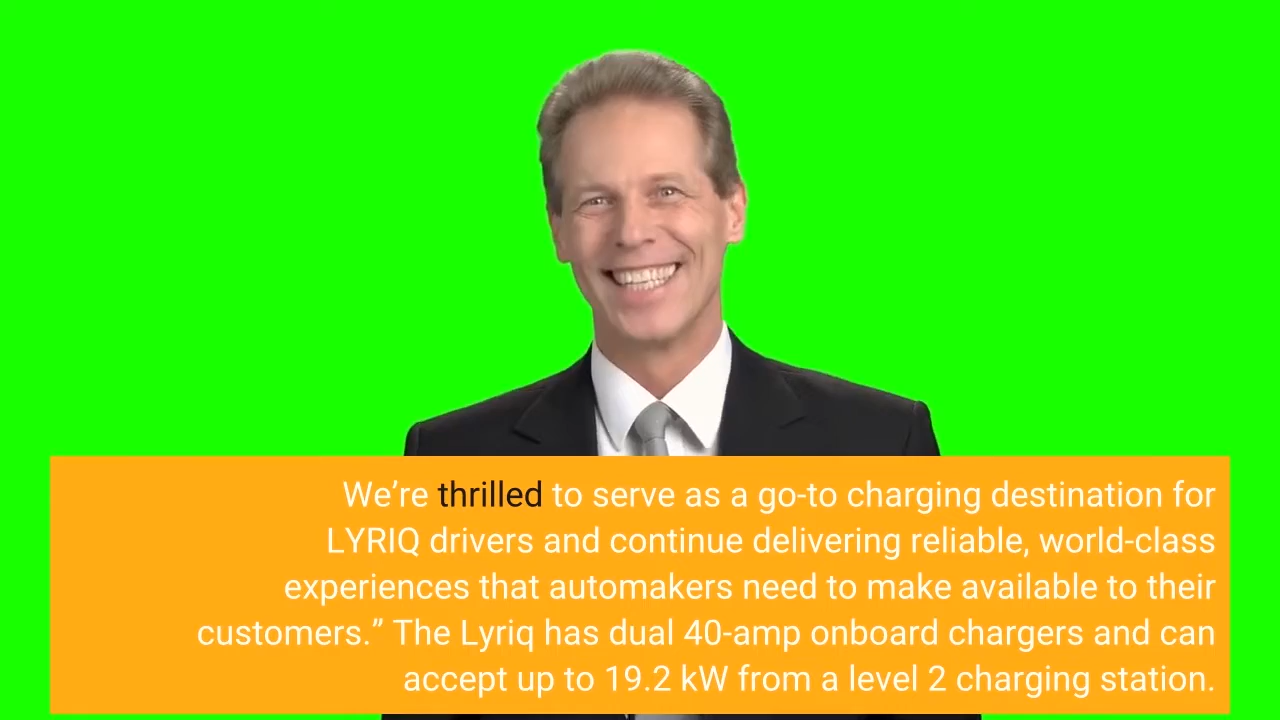 We’re thrilled to serve as a go-to charging destination for
LYRIQ drivers and continue delivering reliable, world-class
experiences that automakers need to make available to their
customers.” The Lyriq has dual 40-amp onboard chargers and can
accept up to 19.2 kW from a level 2 charging station.